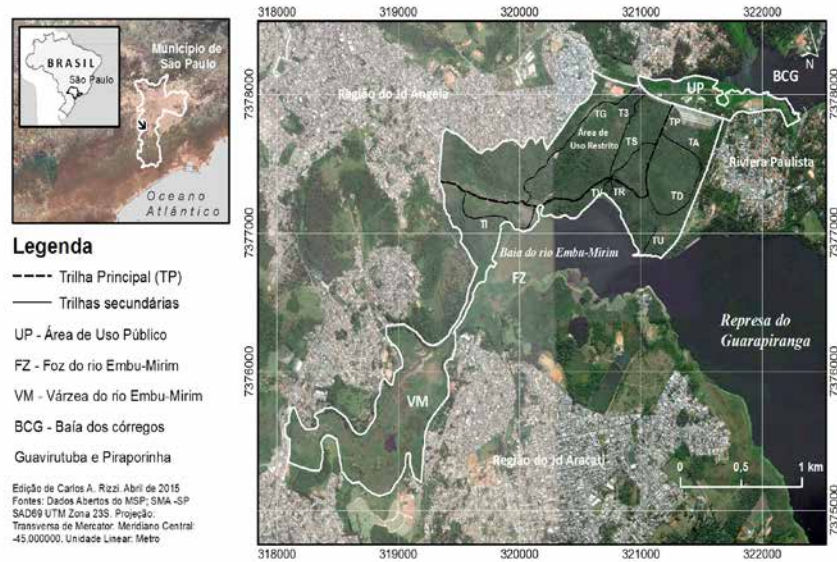 BRASIL
São Paulo
Município de
São Paulo
Oceano
Atlântico
Legenda
Trilha Principal (TP)
Trilhas secundárias
UP - Área de Uso Público
FZ - Foz do rio Embu-Mirim
VM - Várzea do rio Embu-Mirim
BCG - Baía dos córregos
Guavirutuba e Piraporinha
Edição de Carlos A. Rizzi. Abril de 2015
Fontes: Dados Abertos do MSP; SMA -SP
SAD69 UTM Zona 23S. Projeção:
Transversa de Mercator. Meridiano Central:
-45,000000. Unidade Linear: Metro
318000 319000 320000 321000 322000
7378000
7377000
7376000
7375000
Região do Jd Angela
UP
BCG
N
TG
T3
TP
Área de
Uso Restrito
TS
TA
Riviera Paulista
TV
TR
TD
TI
TU
Baia do rio Embu-Mirim
FZ
Represa do
Guarapiranga
VM
Região do Jd Aracati
0 0,5 1 km
7378000
7377000
7376000
7375000
318000 319000 320000 321000 322000